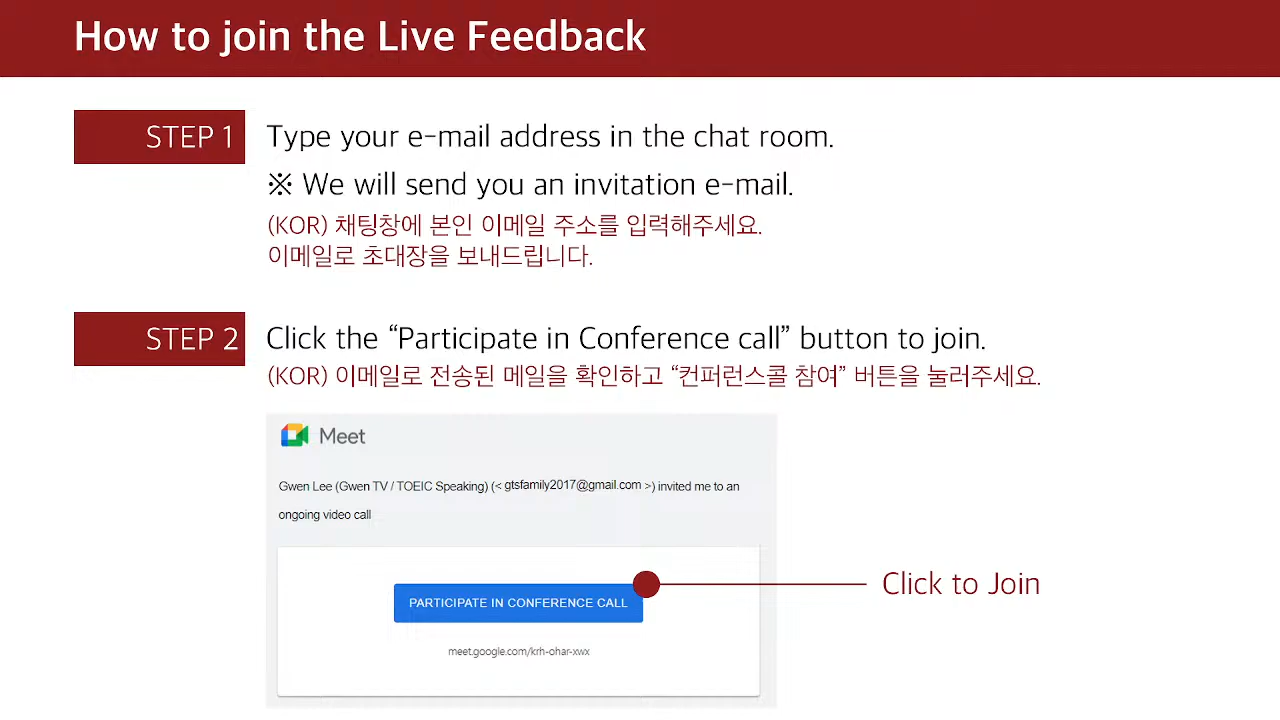 How to join the Live Feedback
STEP 1
Type your e-mail address in the chat room.
※ We will send you an invitation e-mail.
(KOR) 채팅창에 본인 이메일 주소를 입력해주세요.
이메일로 초대장을 보내드립니다.
STEP 2
Click the “Participate in Conference call” button to join.
(KOR) 이메일로 전송된 메일을 확인하고 “컨퍼런스콜 참여” 버튼을 눌러주세요.
Meet
Gwen Lee (Gwen TV / TOEIC Speaking) (< gtsfamily2017@gmail.com >) invited me to an
ongoing video call
PARTICIPATE IN CONFERENCE CALL
Click to Join
meet.google.com/krh-ohar-xwx